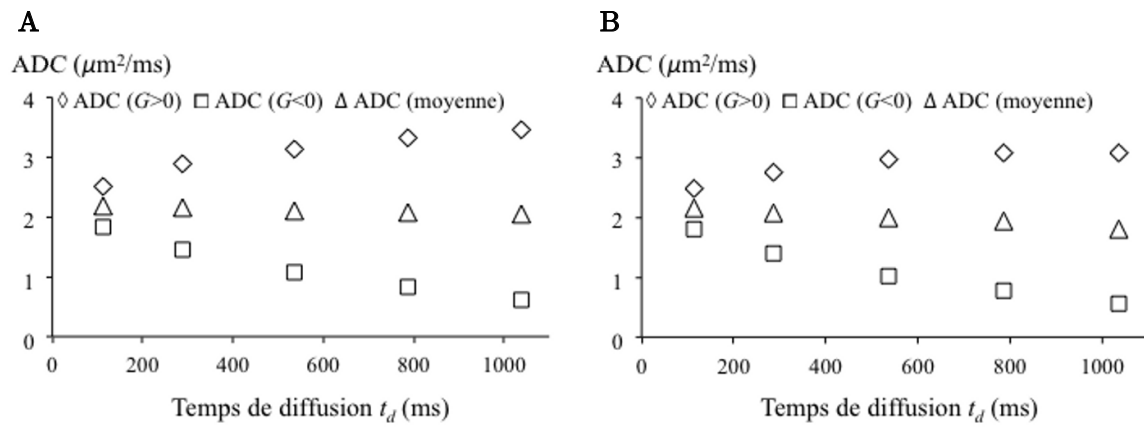 A
ADC (μm²/ms)
◊ ADC (G>0) □ ADC (G<0) Δ ADC (moyenne)
4
3
2
1
0
0 200 400 600 800 1000
Temps de diffusion t_d (ms)
B
ADC (μm²/ms)
◊ ADC (G>0) □ ADC (G<0) Δ ADC (moyenne)
4
3
2
1
0
0 200 400 600 800 1000
Temps de diffusion t_d (ms)